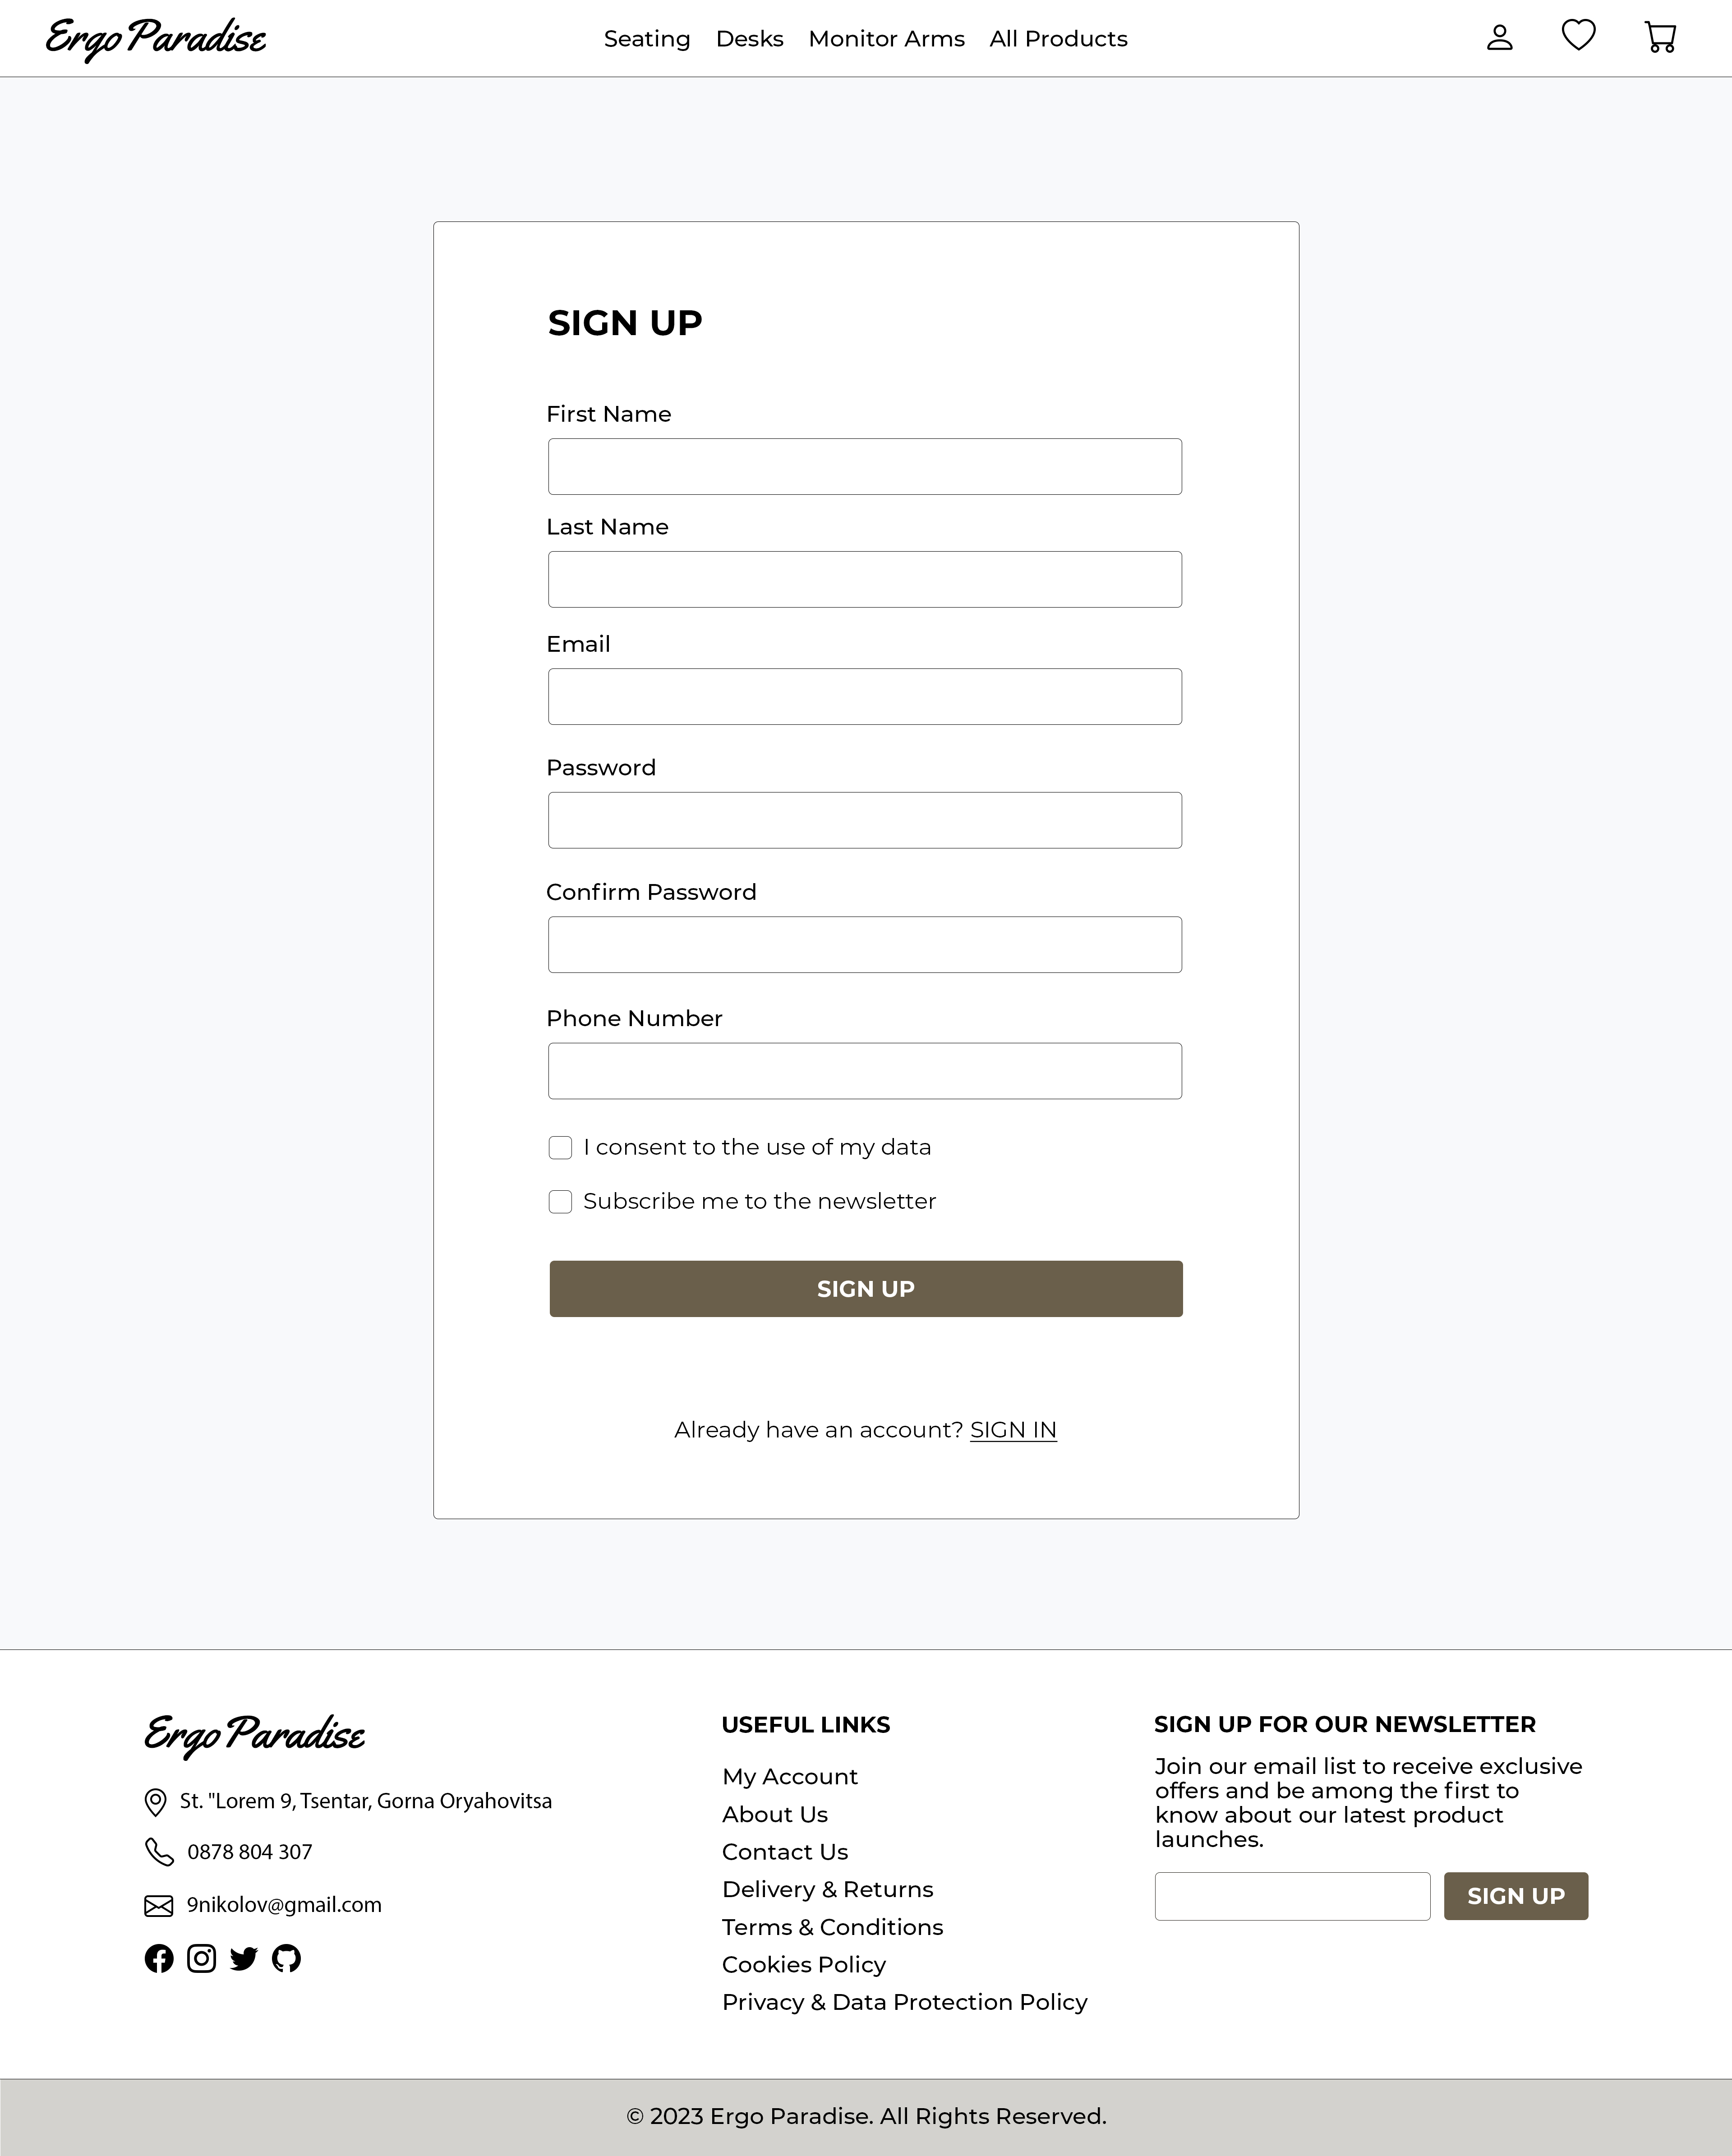 Ergo Paradise
Seating Desks Monitor Arms All Products
SIGN UP
First Name
Last Name
Email
Password
Confirm Password
Phone Number
I consent to the use of my data
Subscribe me to the newsletter
SIGN UP
Already have an account? SIGN IN
Ergo Paradise
St. "Lorem 9, Tsentar, Gorna Oryahovitsa
0878 804 307
9nikolov@gmail.com
USEFUL LINKS
My Account
About Us
Contact Us
Delivery & Returns
Terms & Conditions
Cookies Policy
Privacy & Data Protection Policy
SIGN UP FOR OUR NEWSLETTER
Join our email list to receive exclusive
offers and be among the first to
know about our latest product
launches.
SIGN UP
© 2023 Ergo Paradise. All Rights Reserved.